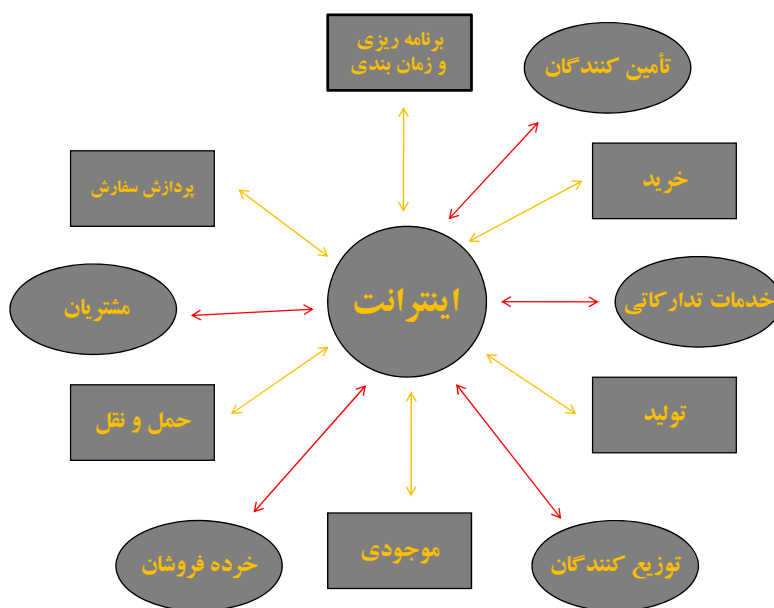 برنامه ریزی
و زمان بندی
تأمین کنندگان
خرید
پردازش سفارش
خدمات تدارکاتی
اینترانت
مشتریان
تولید
حمل و نقل
توزیع کنندگان
موجودی
خرده فروشان